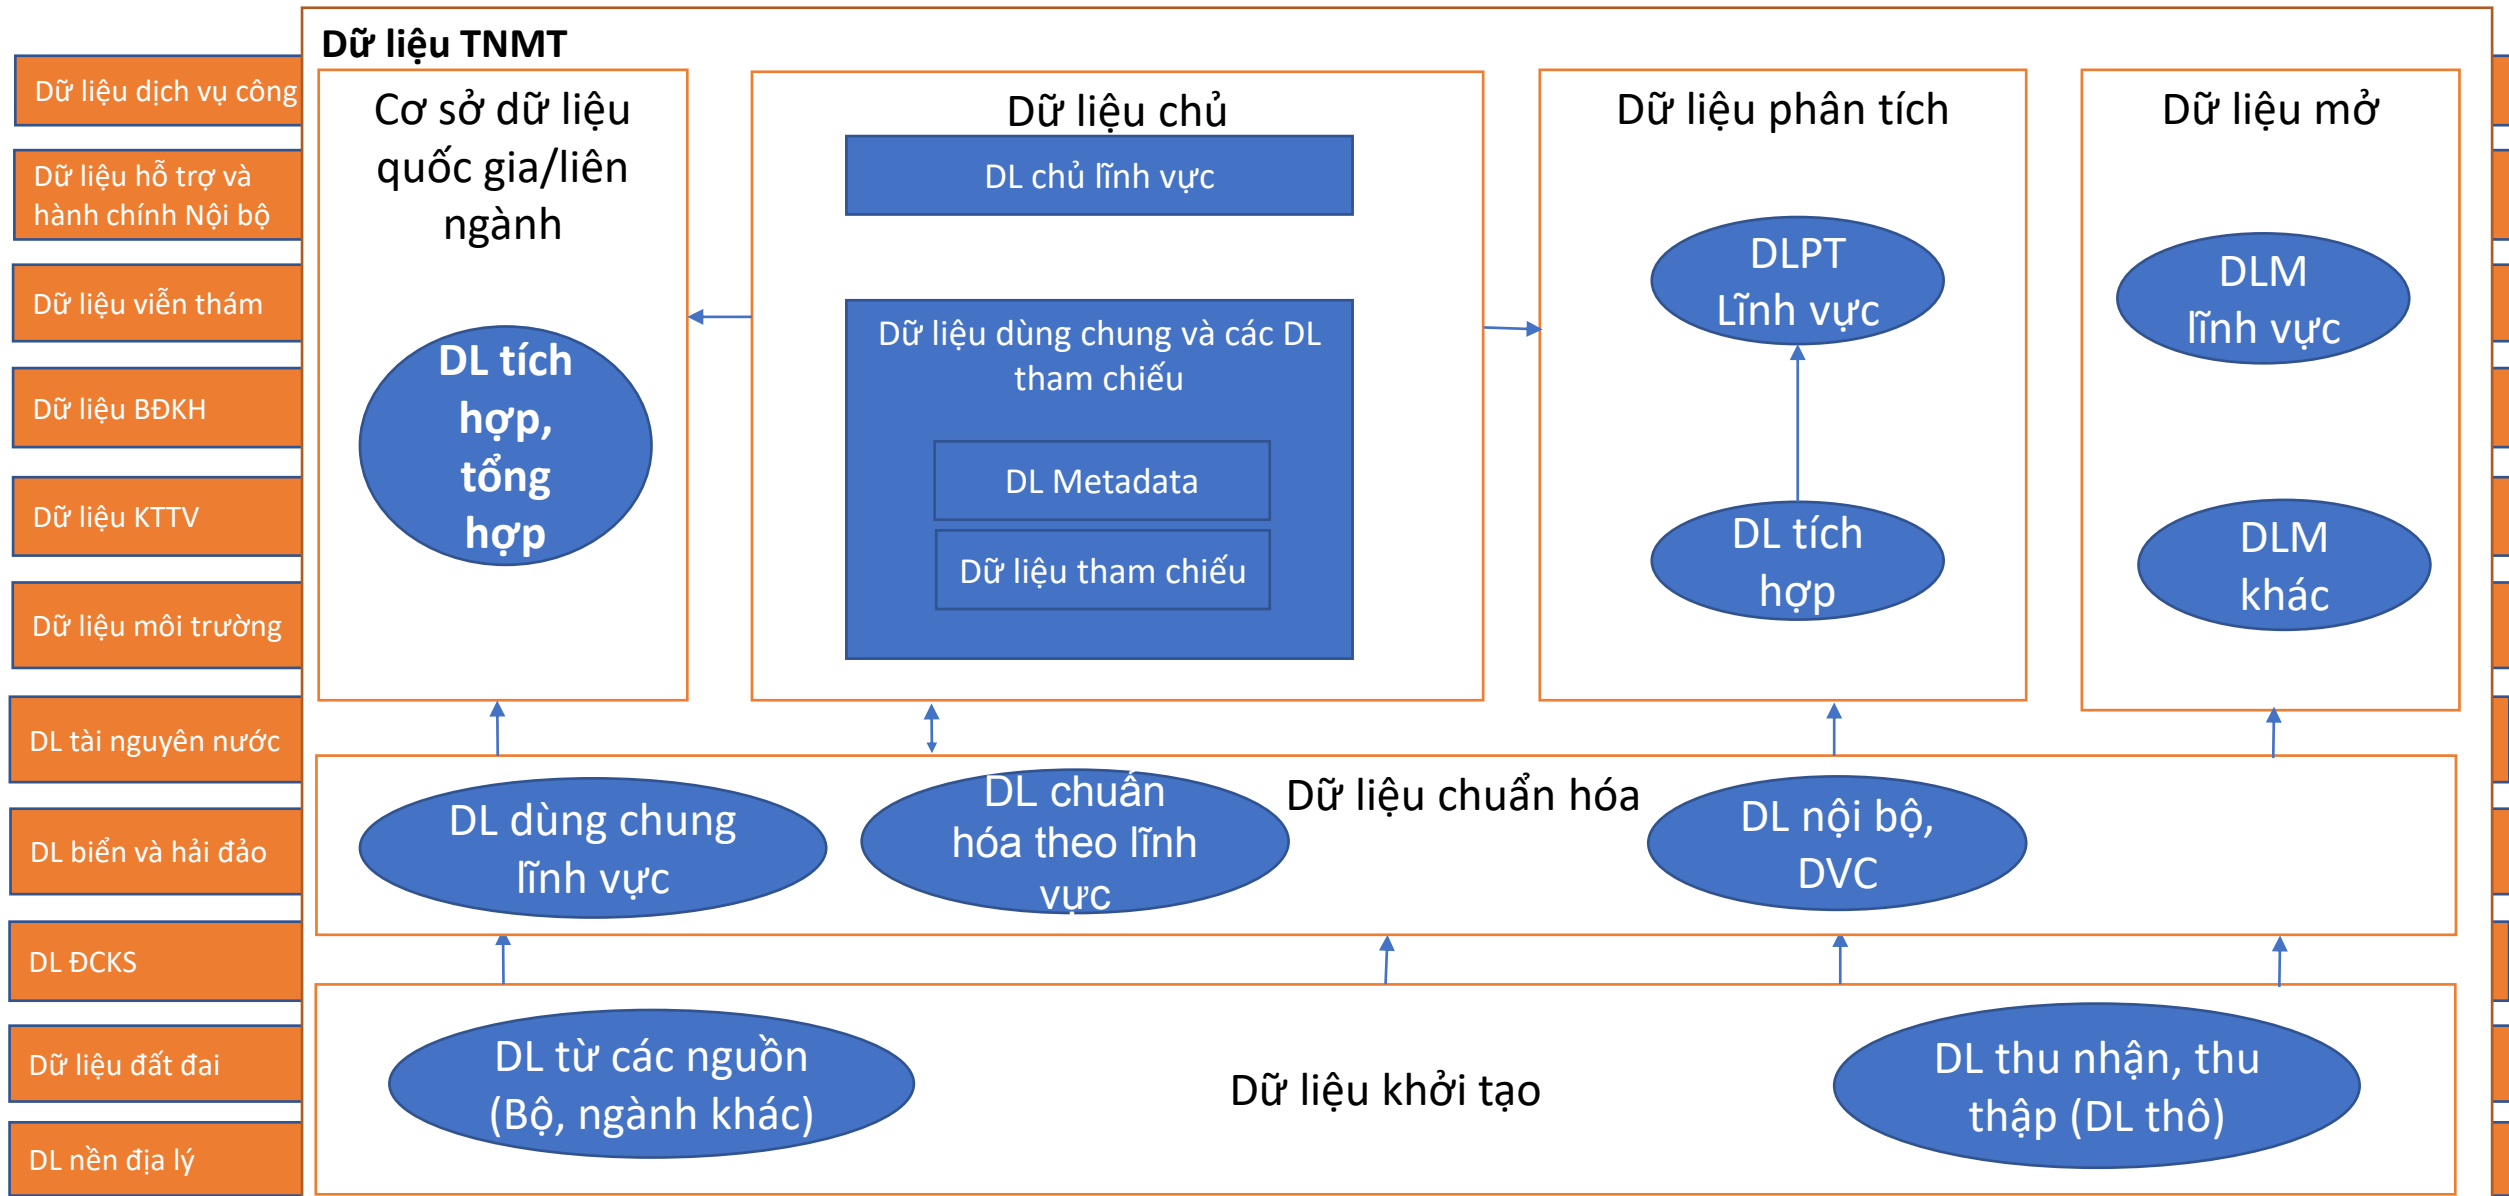 Dữ liệu TNMT
Dữ liệu dịch vụ công
Dữ liệu hỗ trợ và
hành chính Nội bộ
Dữ liệu viễn thám
Dữ liệu BĐKH
Dữ liệu KTTV
Dữ liệu môi trường
DL tài nguyên nước
DL biển và hải đảo
DL ĐCKS
Dữ liệu đất đai
DL nền địa lý
Cơ sở dữ liệu
quốc gia/liên
ngành
DL tích
hợp,
tổng
hợp
Dữ liệu chủ
DL chủ lĩnh vực
Dữ liệu dùng chung và các DL
tham chiếu
DL Metadata
Dữ liệu tham chiếu
Dữ liệu phân tích
DLPT
Lĩnh vực
DL tích
hợp
Dữ liệu mở
DLM
lĩnh vực
DLM
khác
DL dùng chung
lĩnh vực
DL chuẩn
hóa theo lĩnh
vực
Dữ liệu chuẩn hóa
DL nội bộ,
DVC
DL từ các nguồn
(Bộ, ngành khác)
Dữ liệu khởi tạo
DL thu nhận, thu
thập (DL thô)